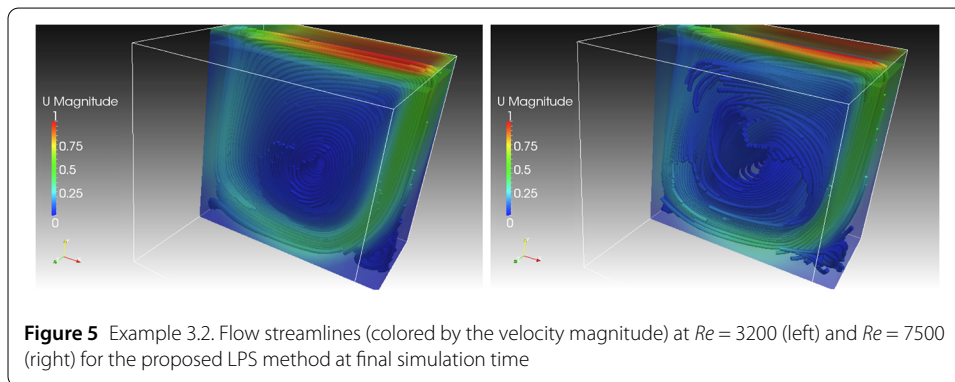 U Magnitude
1
0.75
0.5
0.25
0
U Magnitude
1
0.75
0.5
0.25
0
Figure 5 Example 3.2. Flow streamlines (colored by the velocity magnitude) at Re = 3200 (left) and Re = 7500
(right) for the proposed LPS method at final simulation time